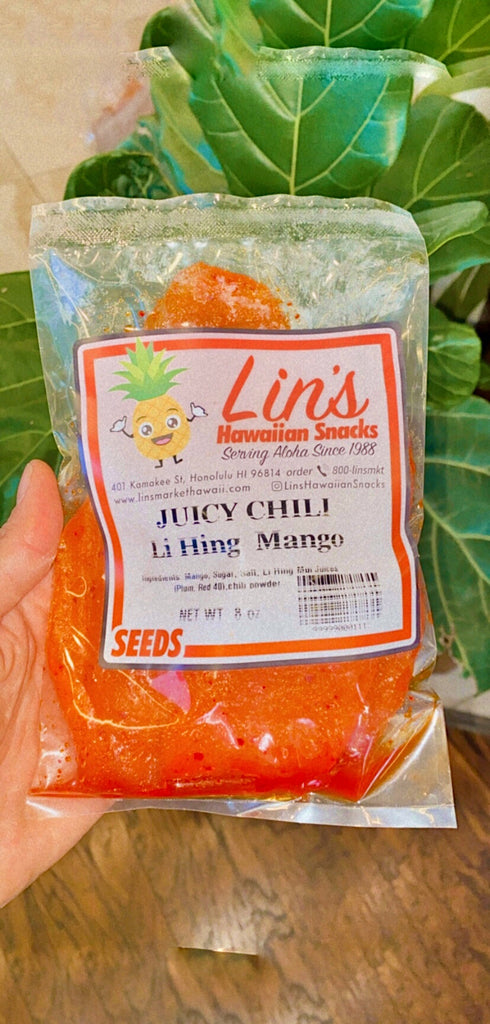 Lin's
Hawaiian Snacks
Serving Aloha Since 1988
401 Kamakee St, Honolulu HI 96814 order 800-linsmkt
www.linsmarkethawaii.com LinsHawaiianSnacks
JUICY CHILI
Li Hing Mango
Ingredients: Mango, Sugar, Salt, Li Hing Mui Juices
(Plum, Red 40), chili powder
NET WT 8 oz
SEEDS